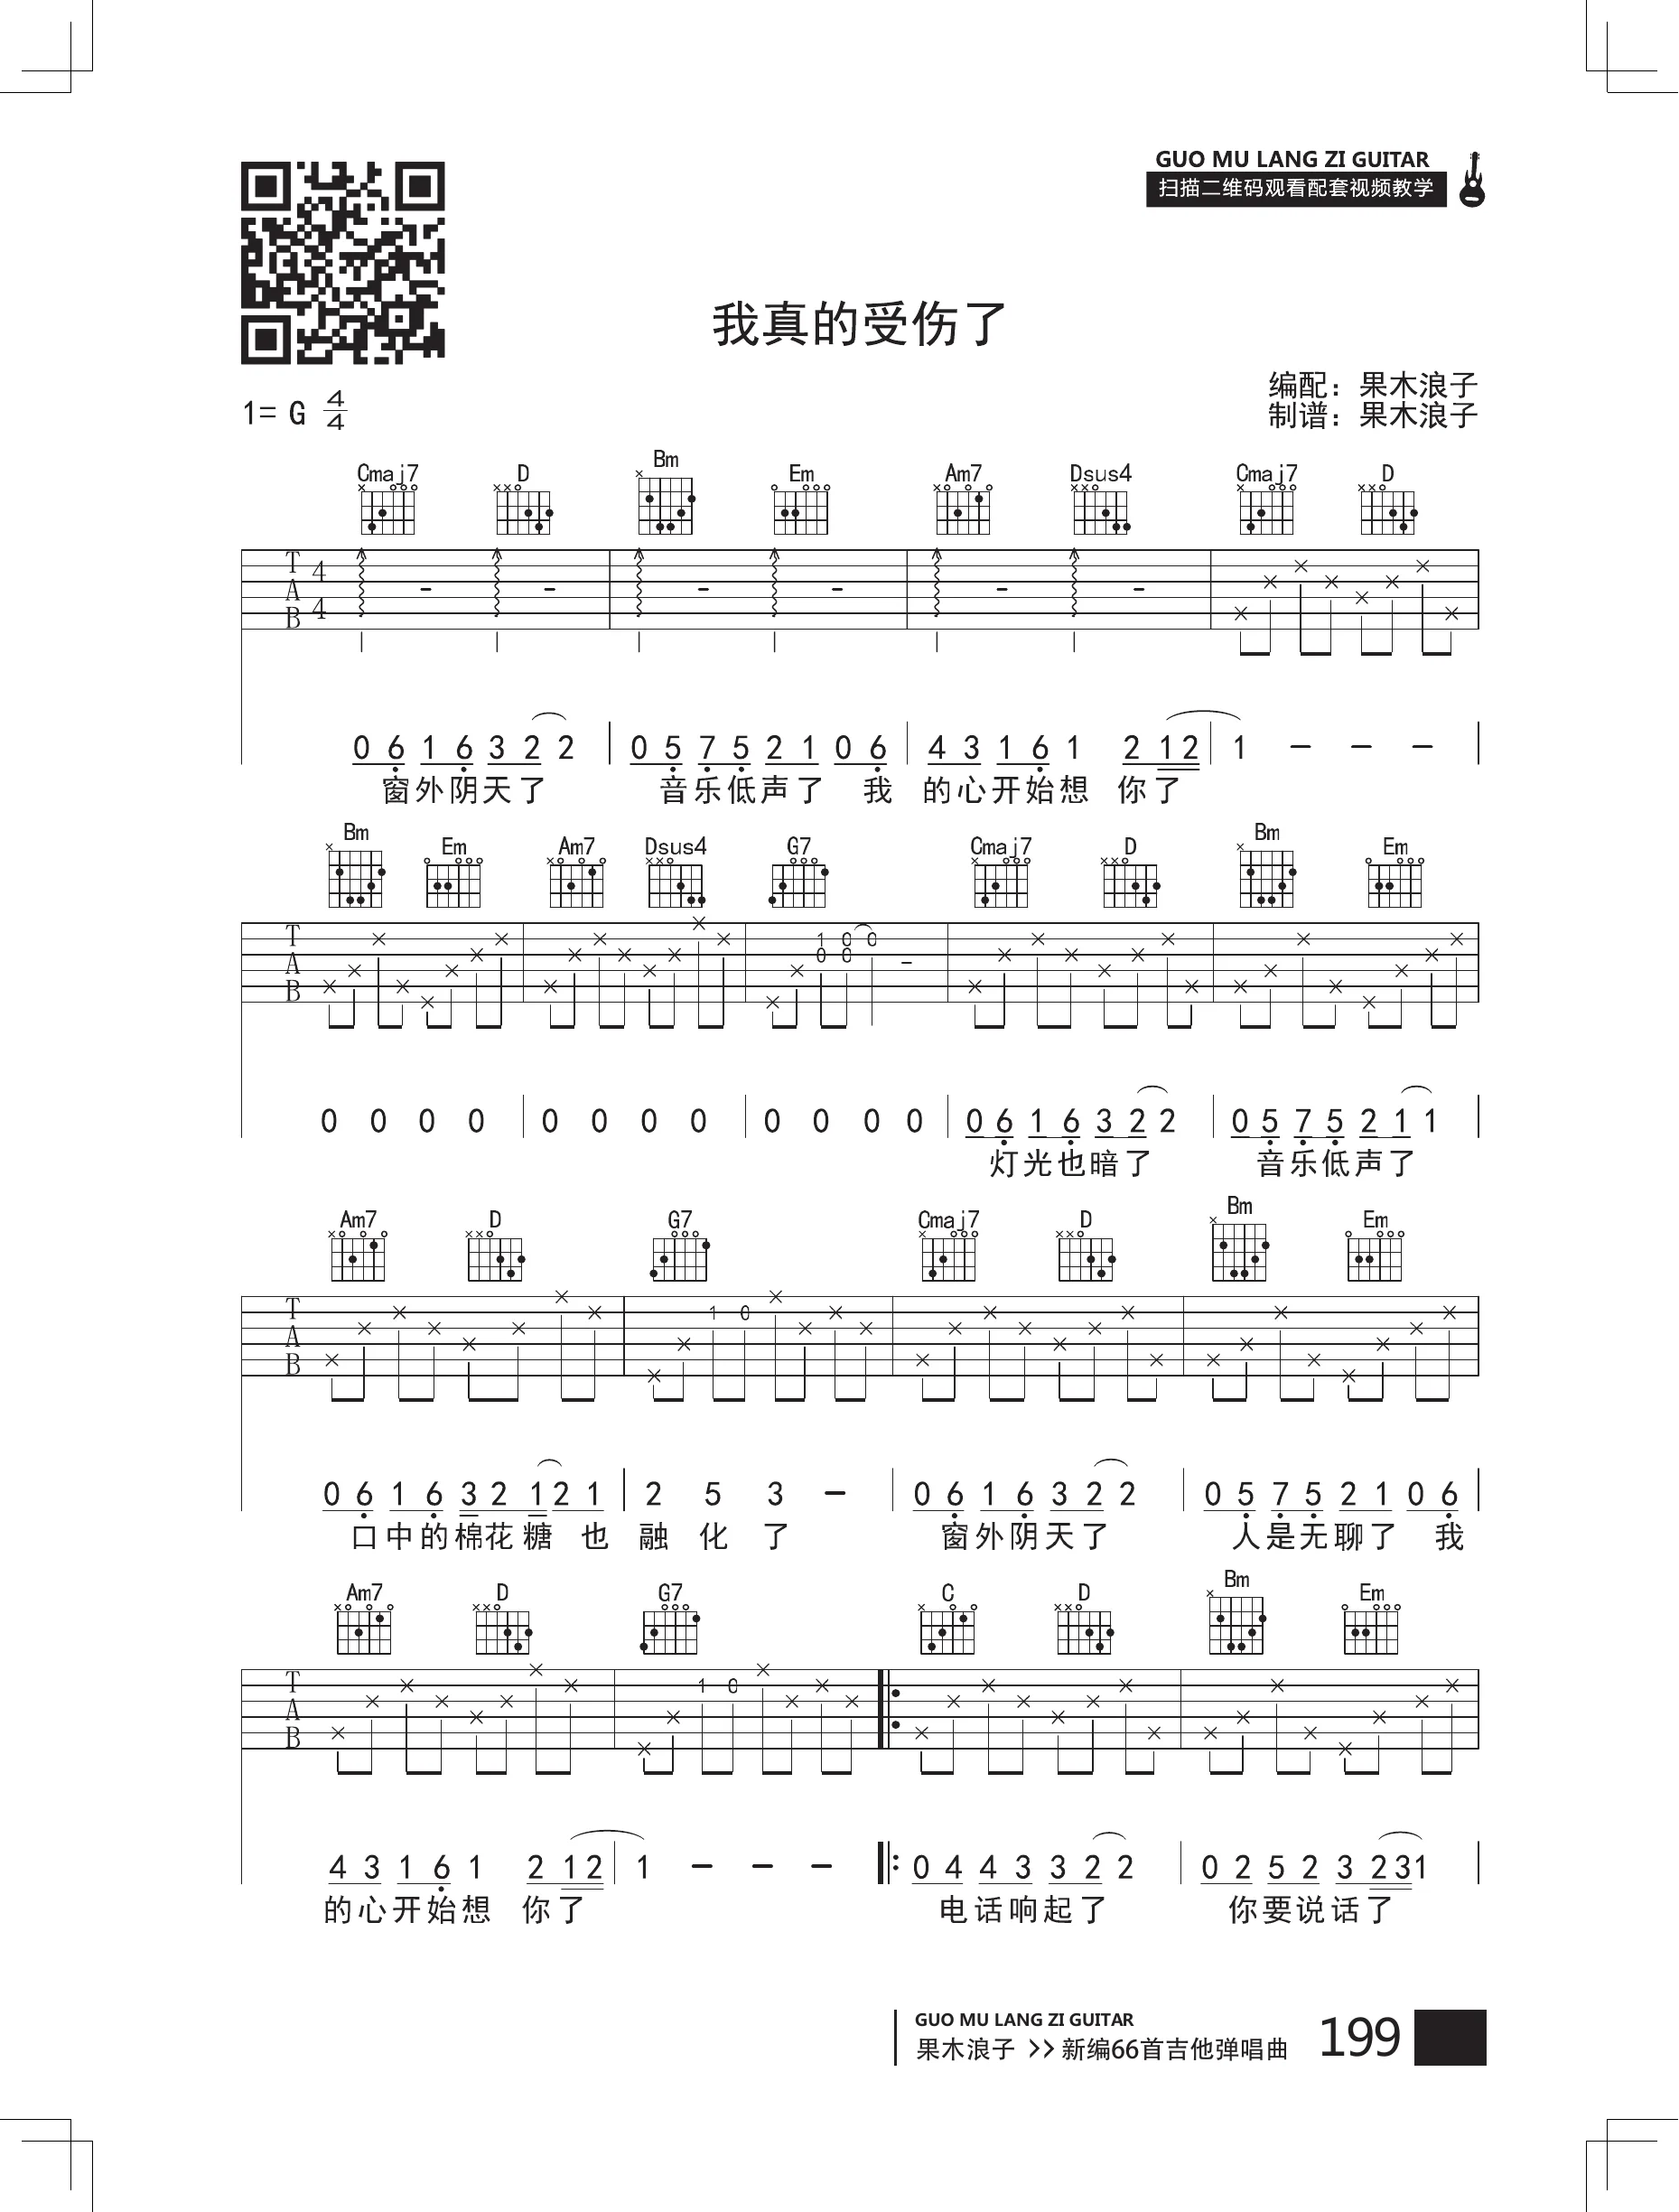 GUO MU LANG ZI GUITAR
扫描二维码观看配套视频教学
我真的受伤了
编配：果木浪子
1= G 4/4
制谱：果木浪子
Cmaj7 D Bm Em Am7 Dsus4 Cmaj7 D
T A B 4 4
0 6 1 6 3 2 2 0 5 7 5 2 1 0 6 4 3 1 6 1 2 1 2 1 - - -
窗外阴天了 音乐低声了 我 的心开始想 你了
Bm Em Am7 Dsus4 G7 Cmaj7 D Bm Em
T A B 1 0 0 0 0
0 0 0 0 0 0 0 0 0 0 0 0 0 6 1 6 3 2 2 0 5 7 5 2 1 1
灯光也暗了 音乐低声了
Am7 D G7 Cmaj7 D Bm Em
T A B 1 0
0 6 1 6 3 2 1 2 1 2 5 3 - 0 6 1 6 3 2 2 0 5 7 5 2 1 0 6
口中的棉花糖 也 融 化 了 窗外阴天了 人是无聊了 我
Am7 D G7 C D Bm Em
T A B 1 0
4 3 1 6 1 2 1 2 1 - - - 0 4 4 3 3 2 2 0 2 5 2 3 2 3 1
的心开始想 你了 电话响起了 你要说话了
GUO MU LANG ZI GUITAR
果木浪子 >> 新编66首吉他弹唱曲 199